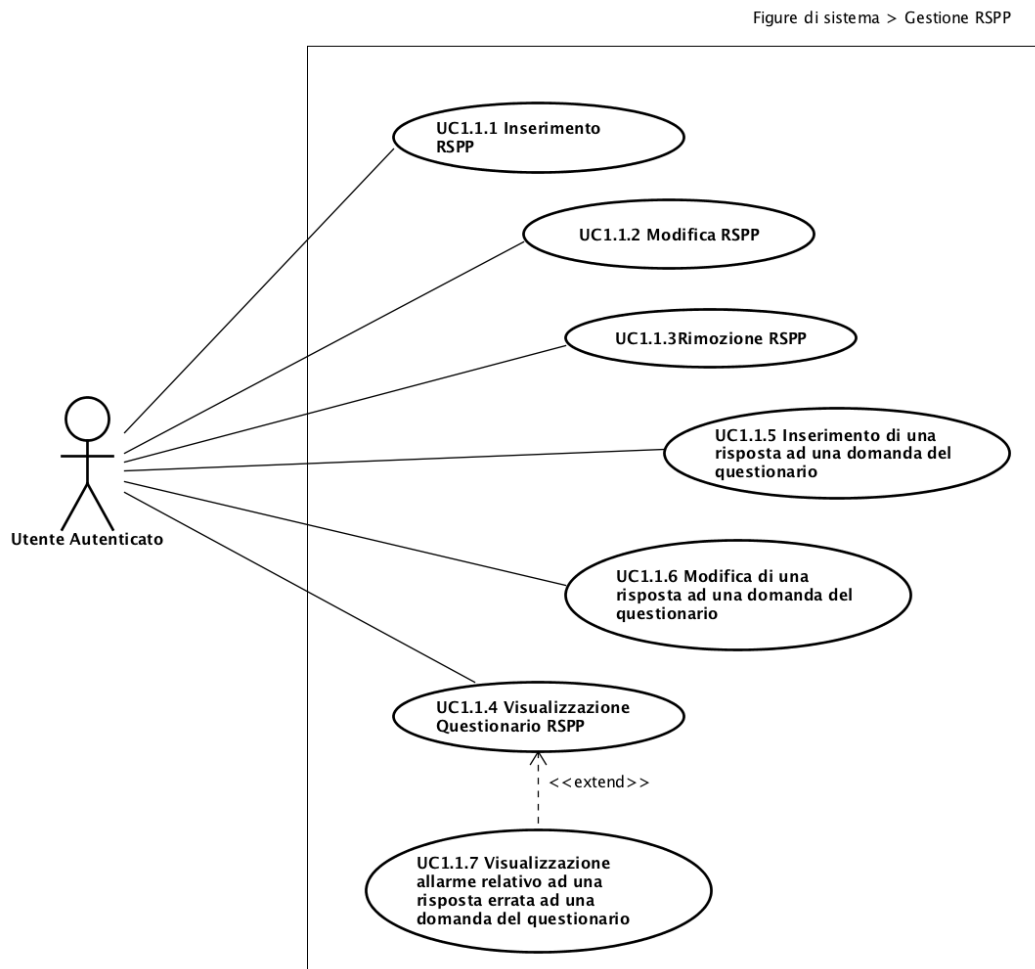 Figure di sistema > Gestione RSPP
UC1.1.1 Inserimento
RSPP
UC1.1.2 Modifica RSPP
UC1.1.3Rimozione RSPP
UC1.1.5 Inserimento di una
risposta ad una domanda del
questionario
Utente Autenticato
UC1.1.6 Modifica di una
risposta ad una domanda del
questionario
UC1.1.4 Visualizzazione
Questionario RSPP
<<extend>>
UC1.1.7 Visualizzazione
allarme relativo ad una
risposta errata ad una
domanda del questionario